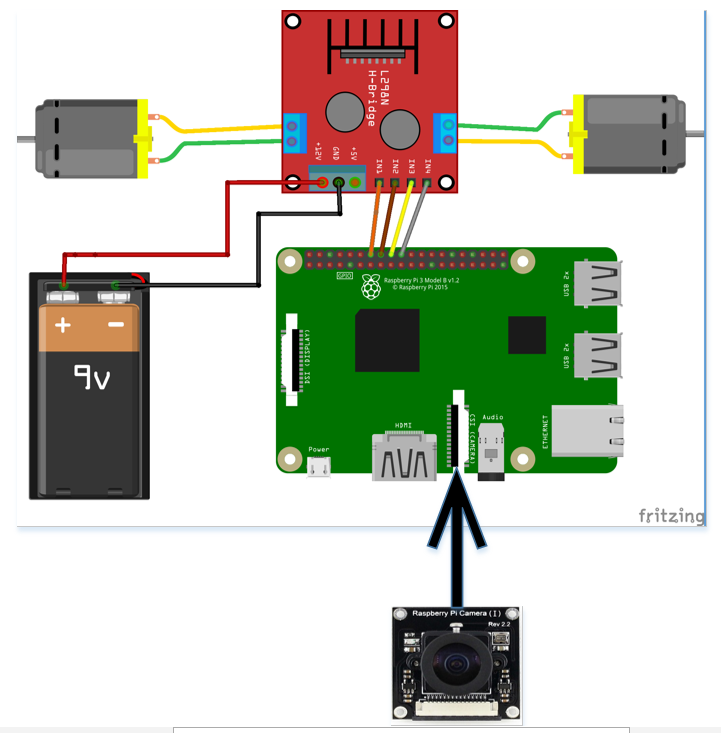 L298N
H-Bridge
+12V
GND
+5V
IN1
IN2
IN3
IN4
GPIO
Raspberry Pi 3 Model B v1.2
© Raspberry Pi 2015
USB 2x
DSI (DISPLAY)
USB 2x
+ −
9v
HDMI
CSI (CAMERA)
Audio
ETHERNET
Power
fritzing
Raspberry Pi Camera (I)
Rev 2.2